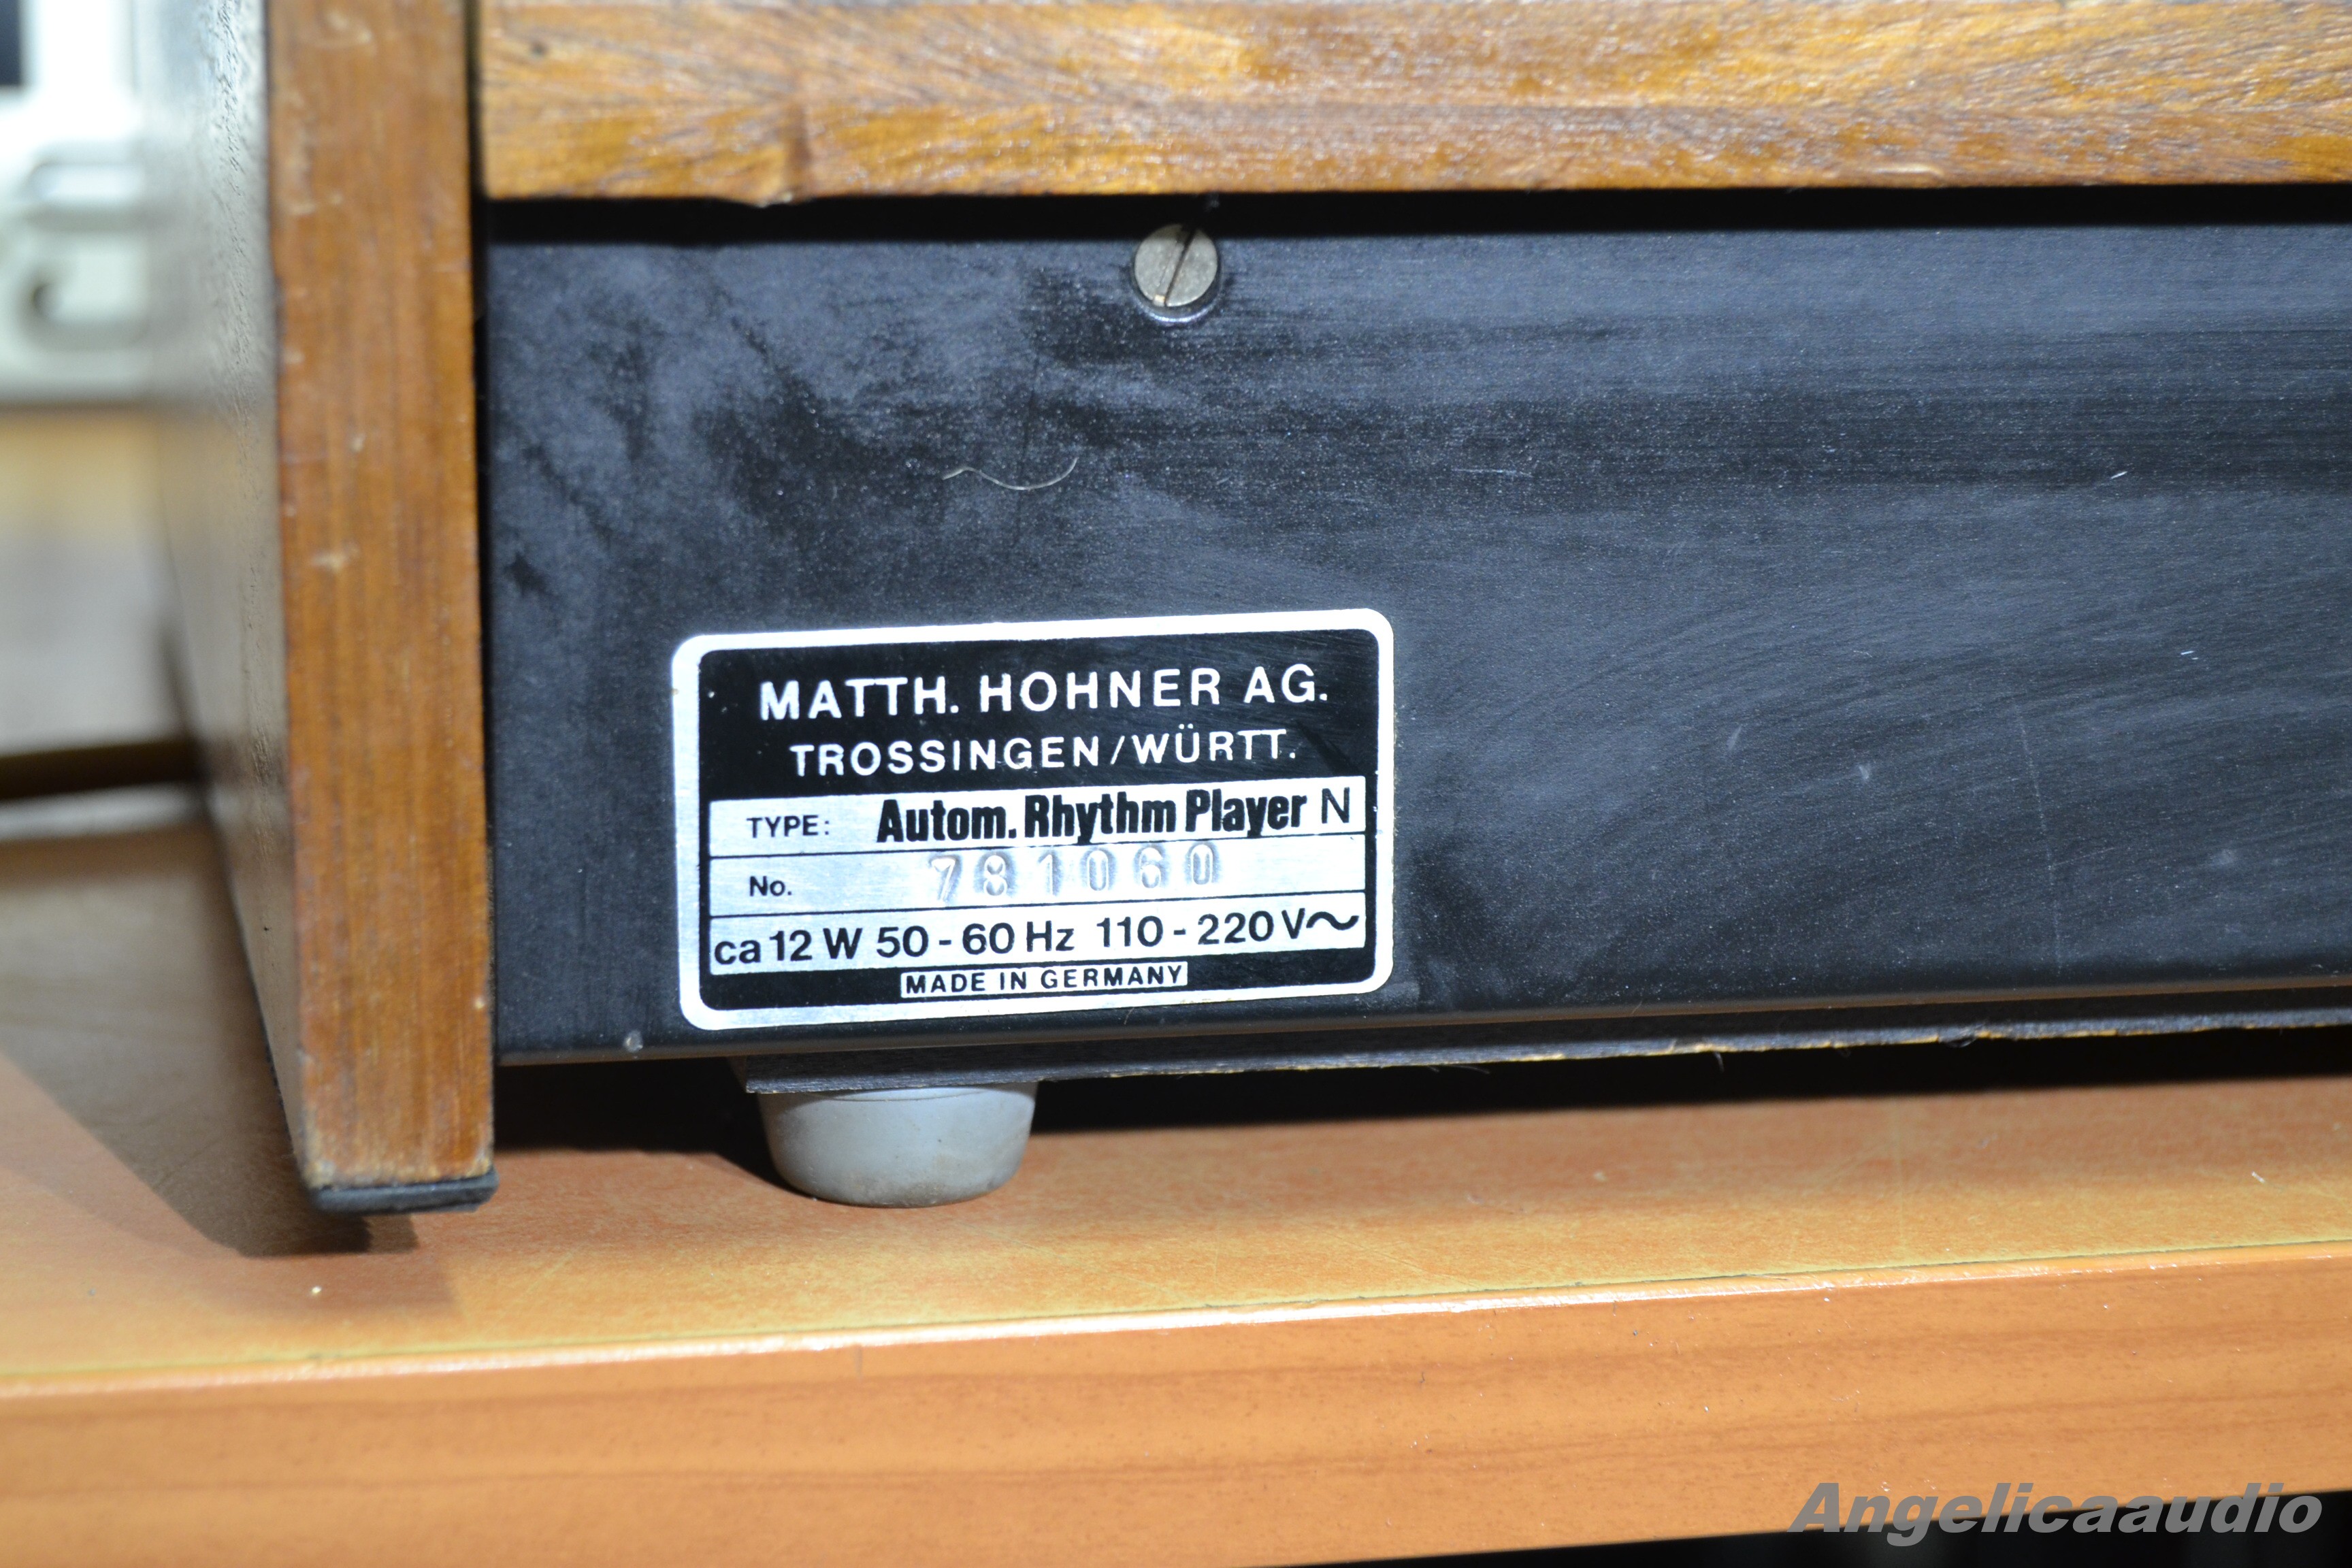 MATTH. HOHNER AG.
TROSSINGEN/WÜRTT.
TYPE: Autom. Rhythm Player N
No. 781060
ca 12 W 50 - 60 Hz 110 - 220 V~
MADE IN GERMANY
Angelicaaudio